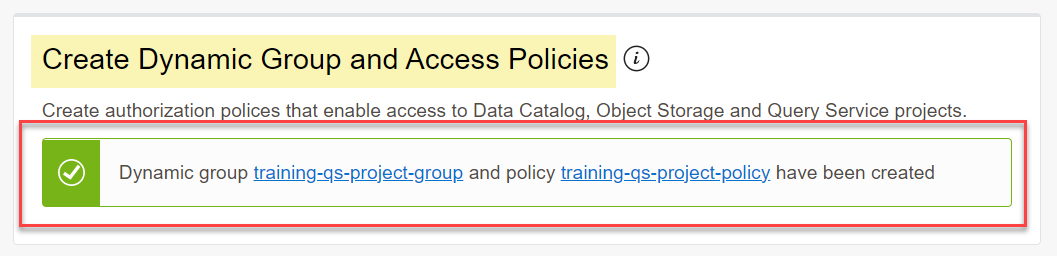 Create Dynamic Group and Access Policies
Create authorization polices that enable access to Data Catalog, Object Storage and Query Service projects.
Dynamic group training-qs-project-group and policy training-qs-project-policy have been created